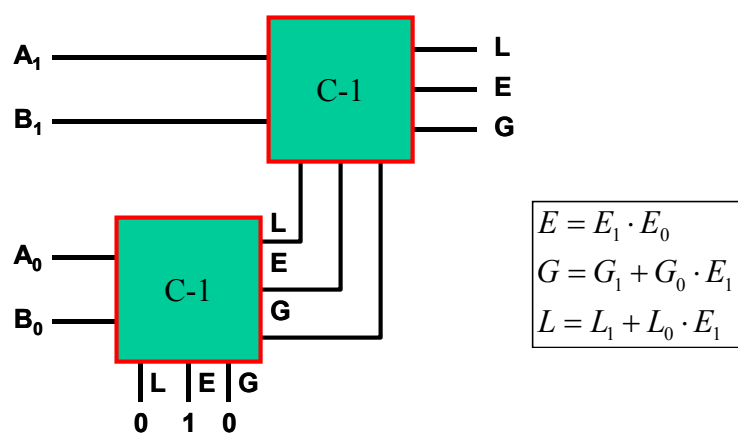 A₁
B₁
C-1
L
E
G
A₀
B₀
C-1
L
E
G
L E G
0 1 0
E = E₁ · E₀
G = G₁ + G₀ · E₁
L = L₁ + L₀ · E₁